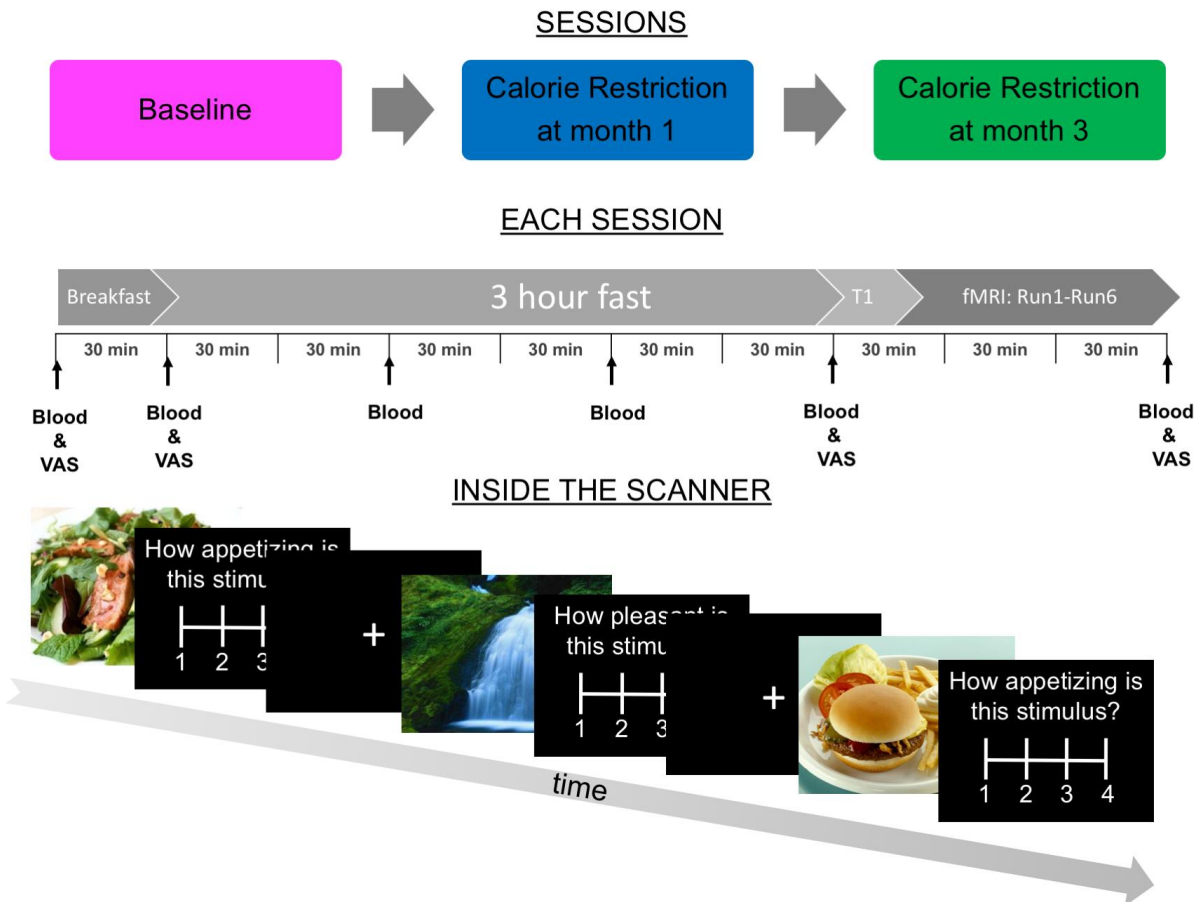 SESSIONS
Baseline
Calorie Restriction
at month 1
Calorie Restriction
at month 3
EACH SESSION
Breakfast
3 hour fast
T1
fMRI: Run1-Run6
30 min
30 min
30 min
30 min
30 min
30 min
30 min
30 min
30 min
30 min
Blood
&
VAS
Blood
&
VAS
Blood
Blood
Blood
&
VAS
Blood
&
VAS
INSIDE THE SCANNER
How appetizing is
this stimu
1 2 3
+
How pleasant is
this stimu
1 2 3
+
How appetizing is
this stimulus?
1 2 3 4
time